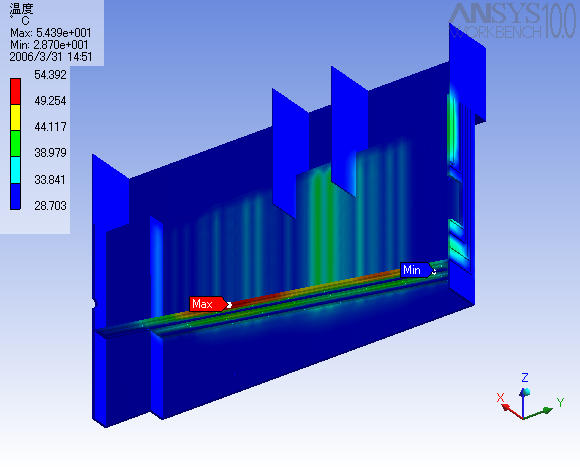 温度
° C
Max: 5.439e+001
Min: 2.870e+001
2006/3/31 14:51
54.392
49.254
44.117
38.979
33.841
28.703
ANSYS 10.0
WORKBENCH
Max
Min
Z
X
Y